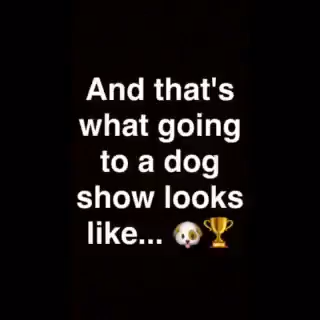 And that's
what going
to a dog
show looks
like... 🐶🏆